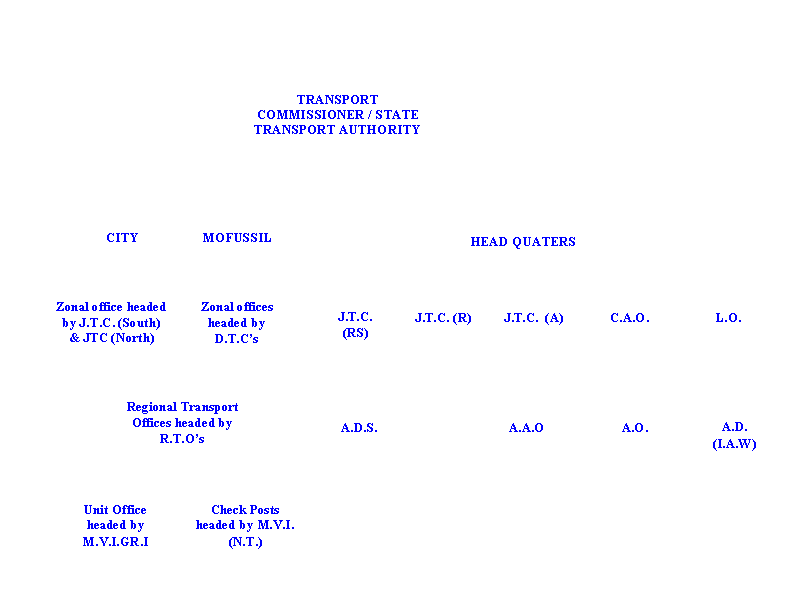 TRANSPORT
COMMISSIONER / STATE
TRANSPORT AUTHORITY
CITY
MOFUSSIL
HEAD QUATERS
Zonal office headed
by J.T.C. (South)
& JTC (North)
Zonal offices
headed by
D.T.C's
J.T.C.
(RS)
J.T.C. (R)
J.T.C. (A)
C.A.O.
L.O.
Regional Transport
Offices headed by
R.T.O's
A.D.S.
A.A.O
A.O.
A.D.
(I.A.W)
Unit Office
headed by
M.V.I.GR.I
Check Posts
headed by M.V.I.
(N.T.)